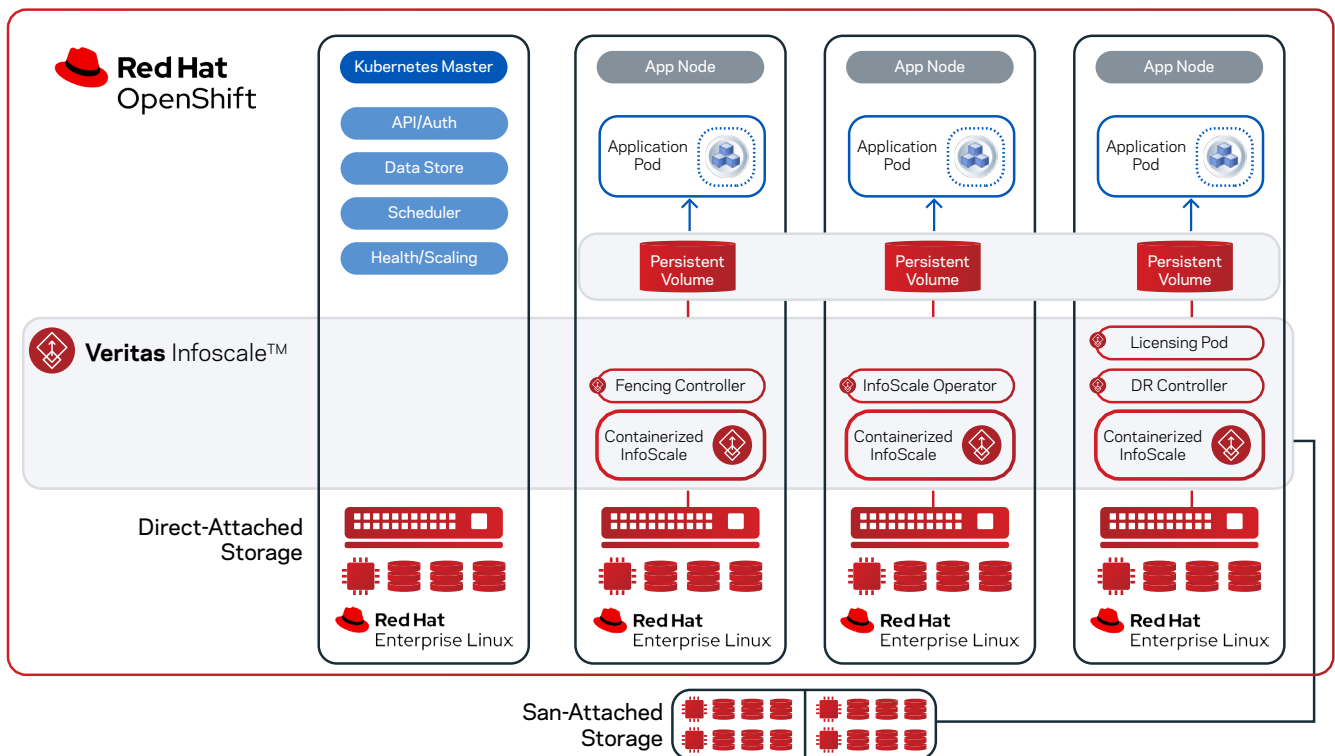 Red Hat
OpenShift
Kubernetes Master
API/Auth
Data Store
Scheduler
Health/Scaling
App Node
App Node
App Node
Application
Pod
Application
Pod
Application
Pod
Persistent
Volume
Persistent
Volume
Persistent
Volume
Veritas Infoscale™
Licensing Pod
Fencing Controller
InfoScale Operator
DR Controller
Containerized
InfoScale
Containerized
InfoScale
Containerized
InfoScale
Direct-Attached
Storage
Red Hat
Enterprise Linux
Red Hat
Enterprise Linux
Red Hat
Enterprise Linux
Red Hat
Enterprise Linux
San-Attached
Storage